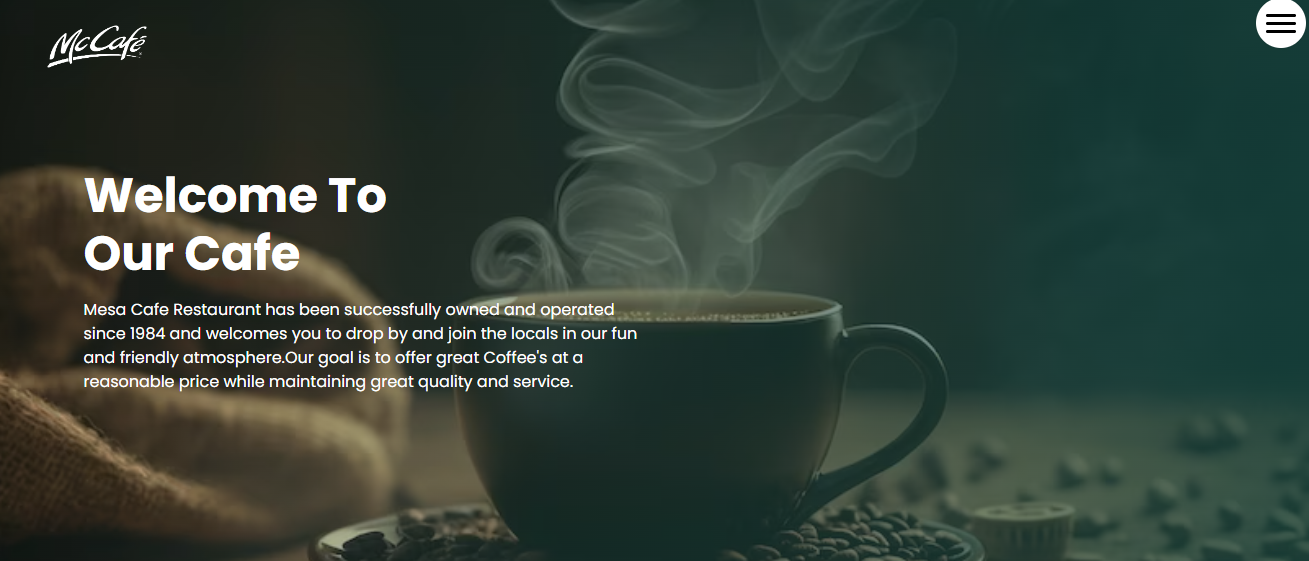 McCafé
Welcome To
Our Cafe
Mesa Cafe Restaurant has been successfully owned and operated
since 1984 and welcomes you to drop by and join the locals in our fun
and friendly atmosphere.Our goal is to offer great Coffee's at a
reasonable price while maintaining great quality and service.